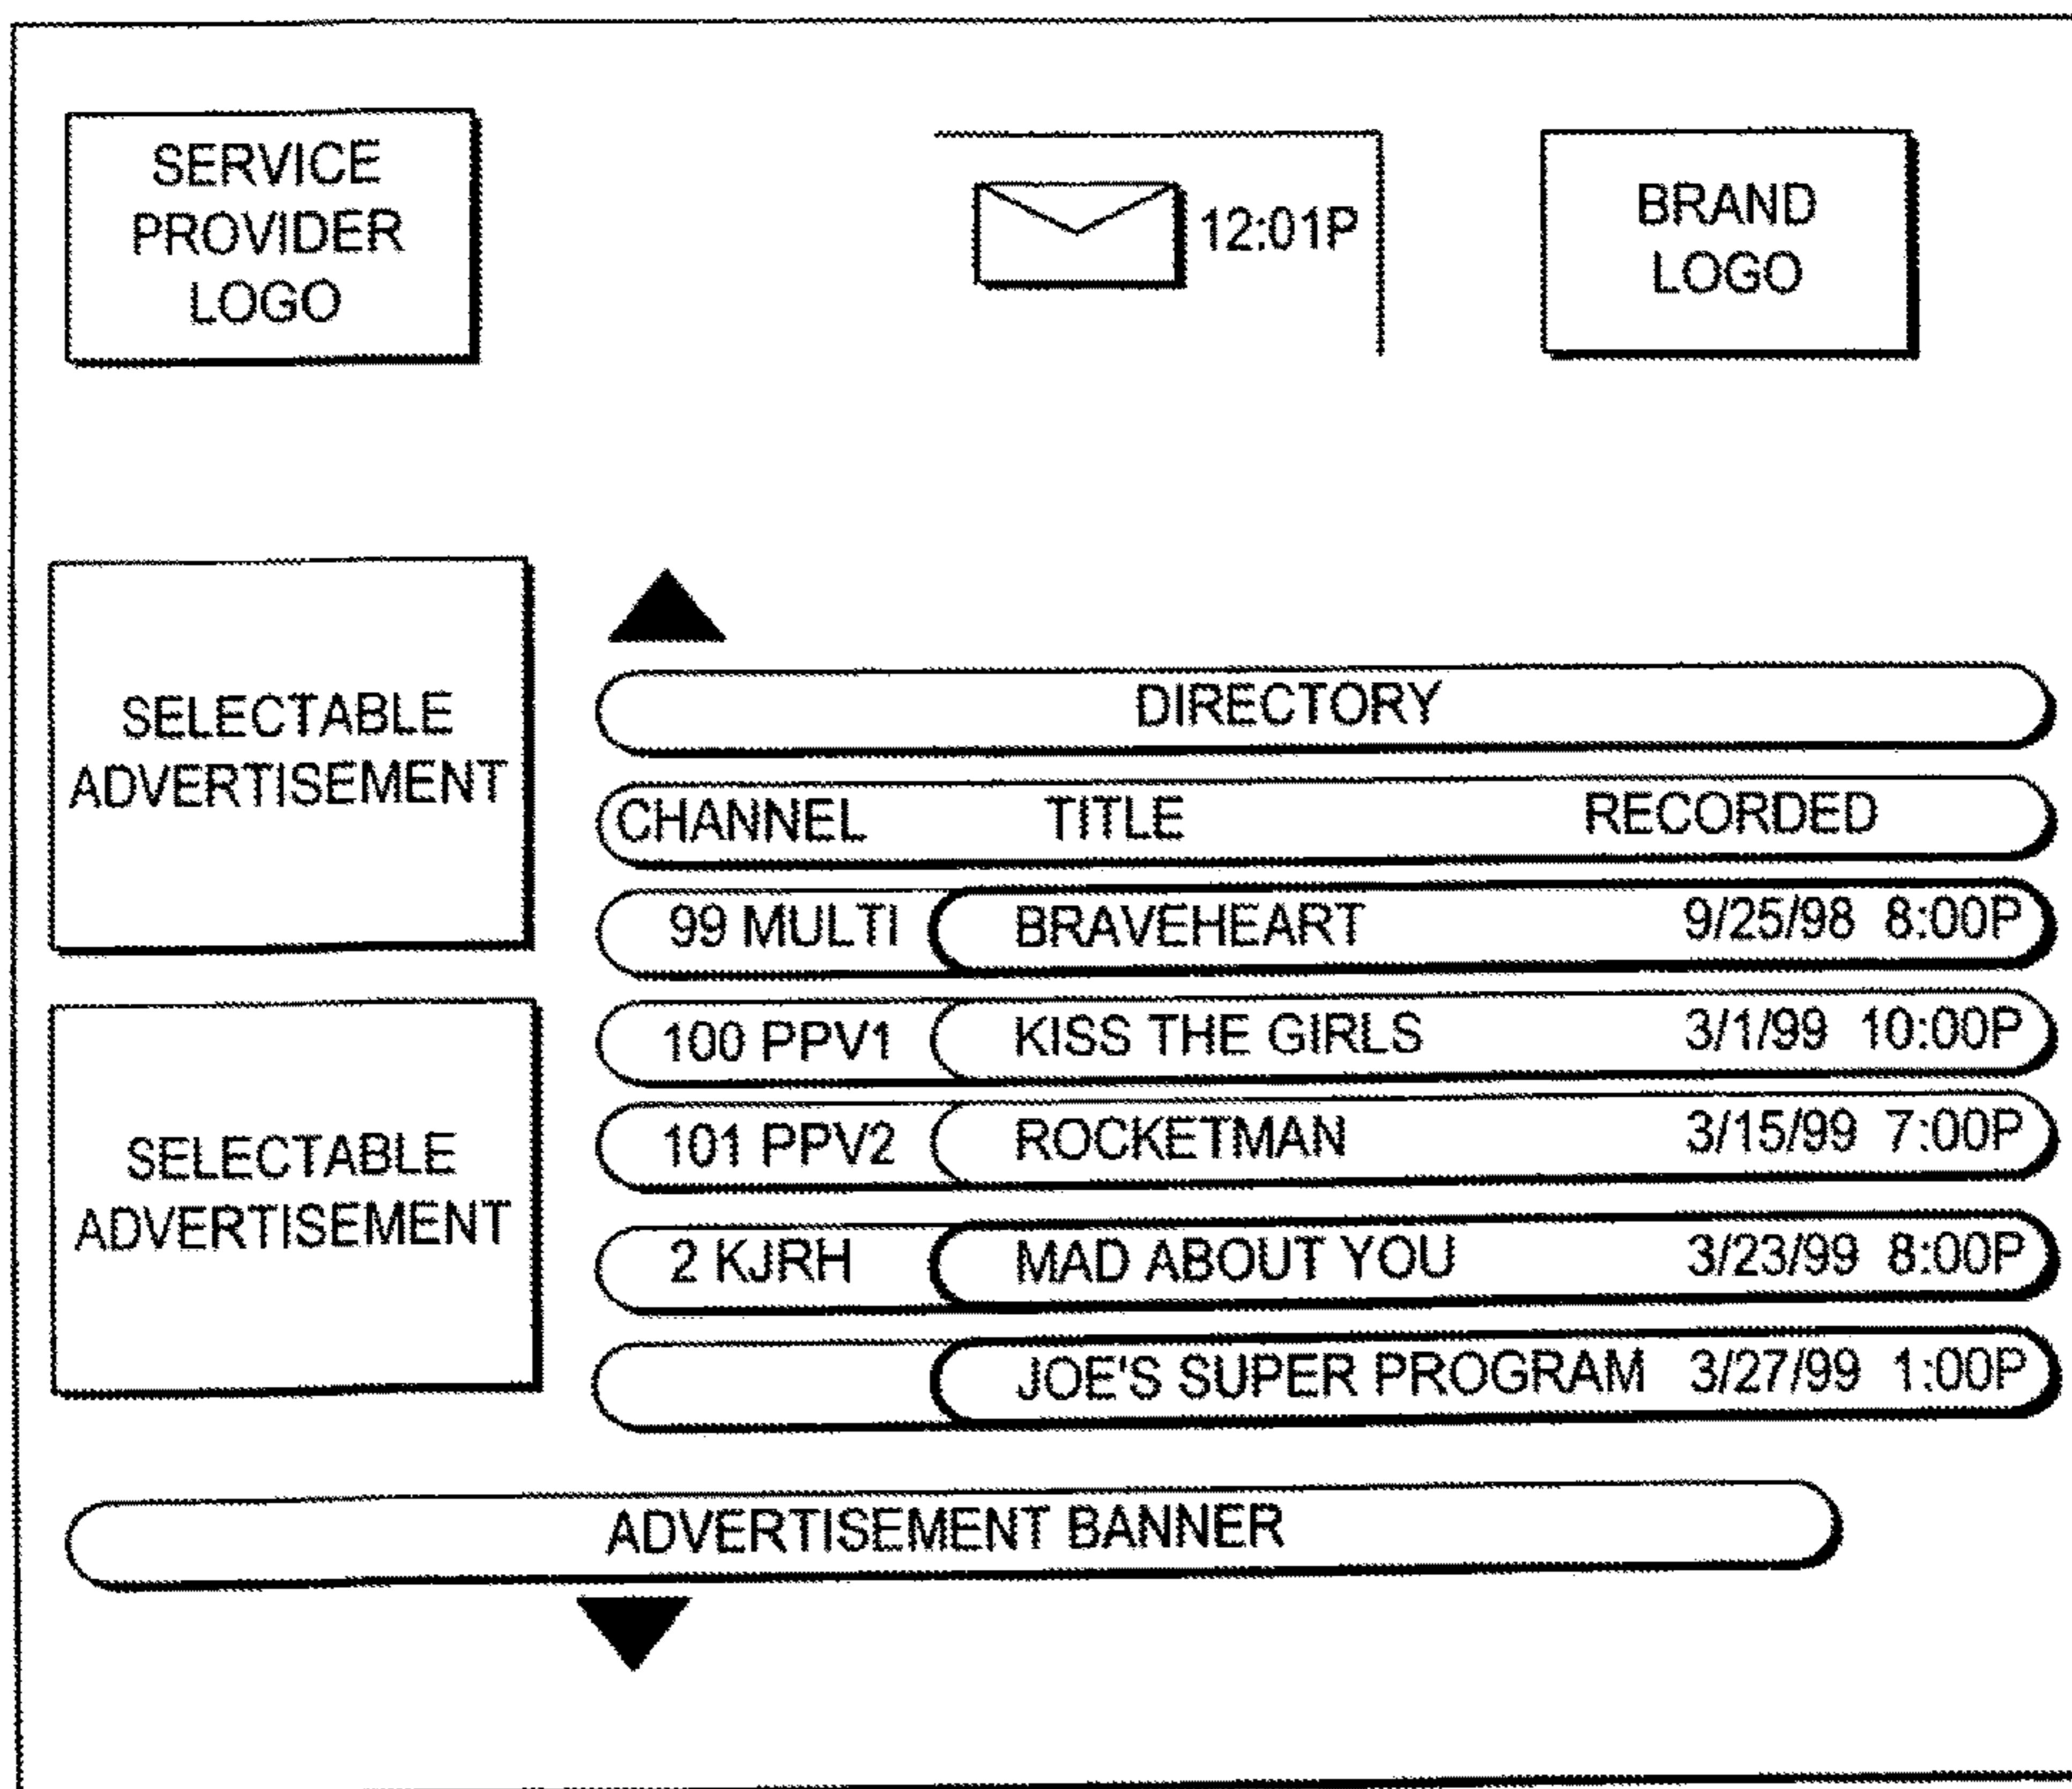 SERVICE
PROVIDER
LOGO
12:01P
BRAND
LOGO
SELECTABLE
ADVERTISEMENT
DIRECTORY
CHANNEL TITLE RECORDED
99 MULTI BRAVEHEART 9/25/98 8:00P
100 PPV1 KISS THE GIRLS 3/1/99 10:00P
101 PPV2 ROCKETMAN 3/15/99 7:00P
2 KJRH MAD ABOUT YOU 3/23/99 8:00P
JOE'S SUPER PROGRAM 3/27/99 1:00P
SELECTABLE
ADVERTISEMENT
ADVERTISEMENT BANNER